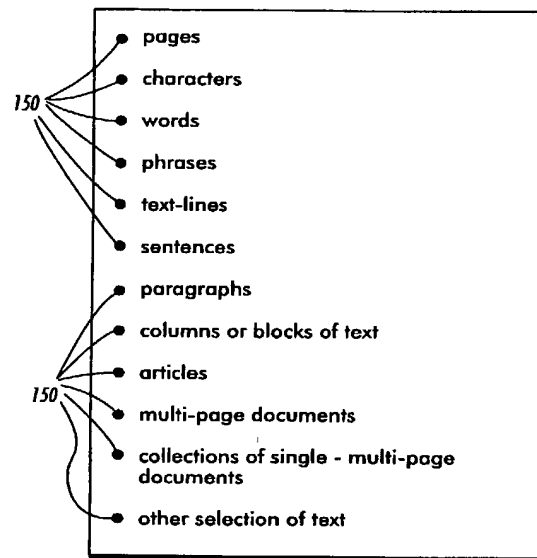 pages
characters
150
words
phrases
text-lines
sentences
paragraphs
columns or blocks of text
articles
150
multi-page documents
collections of single - multi-page
documents
other selection of text